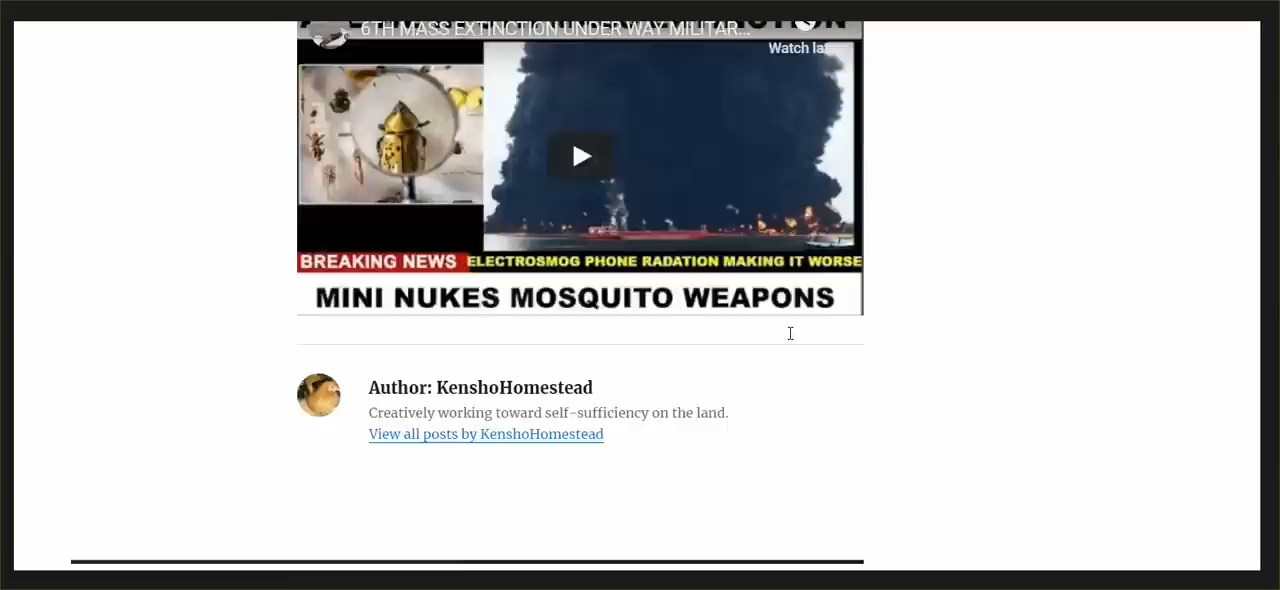 6TH MASS EXTINCTION UNDER WAY MILITAR...
Watch la
BREAKING NEWS ELECTROSMOG PHONE RADATION MAKING IT WORSE
MINI NUKES MOSQUITO WEAPONS
Author: KenshoHomestead
Creatively working toward self-sufficiency on the land.
View all posts by KenshoHomestead